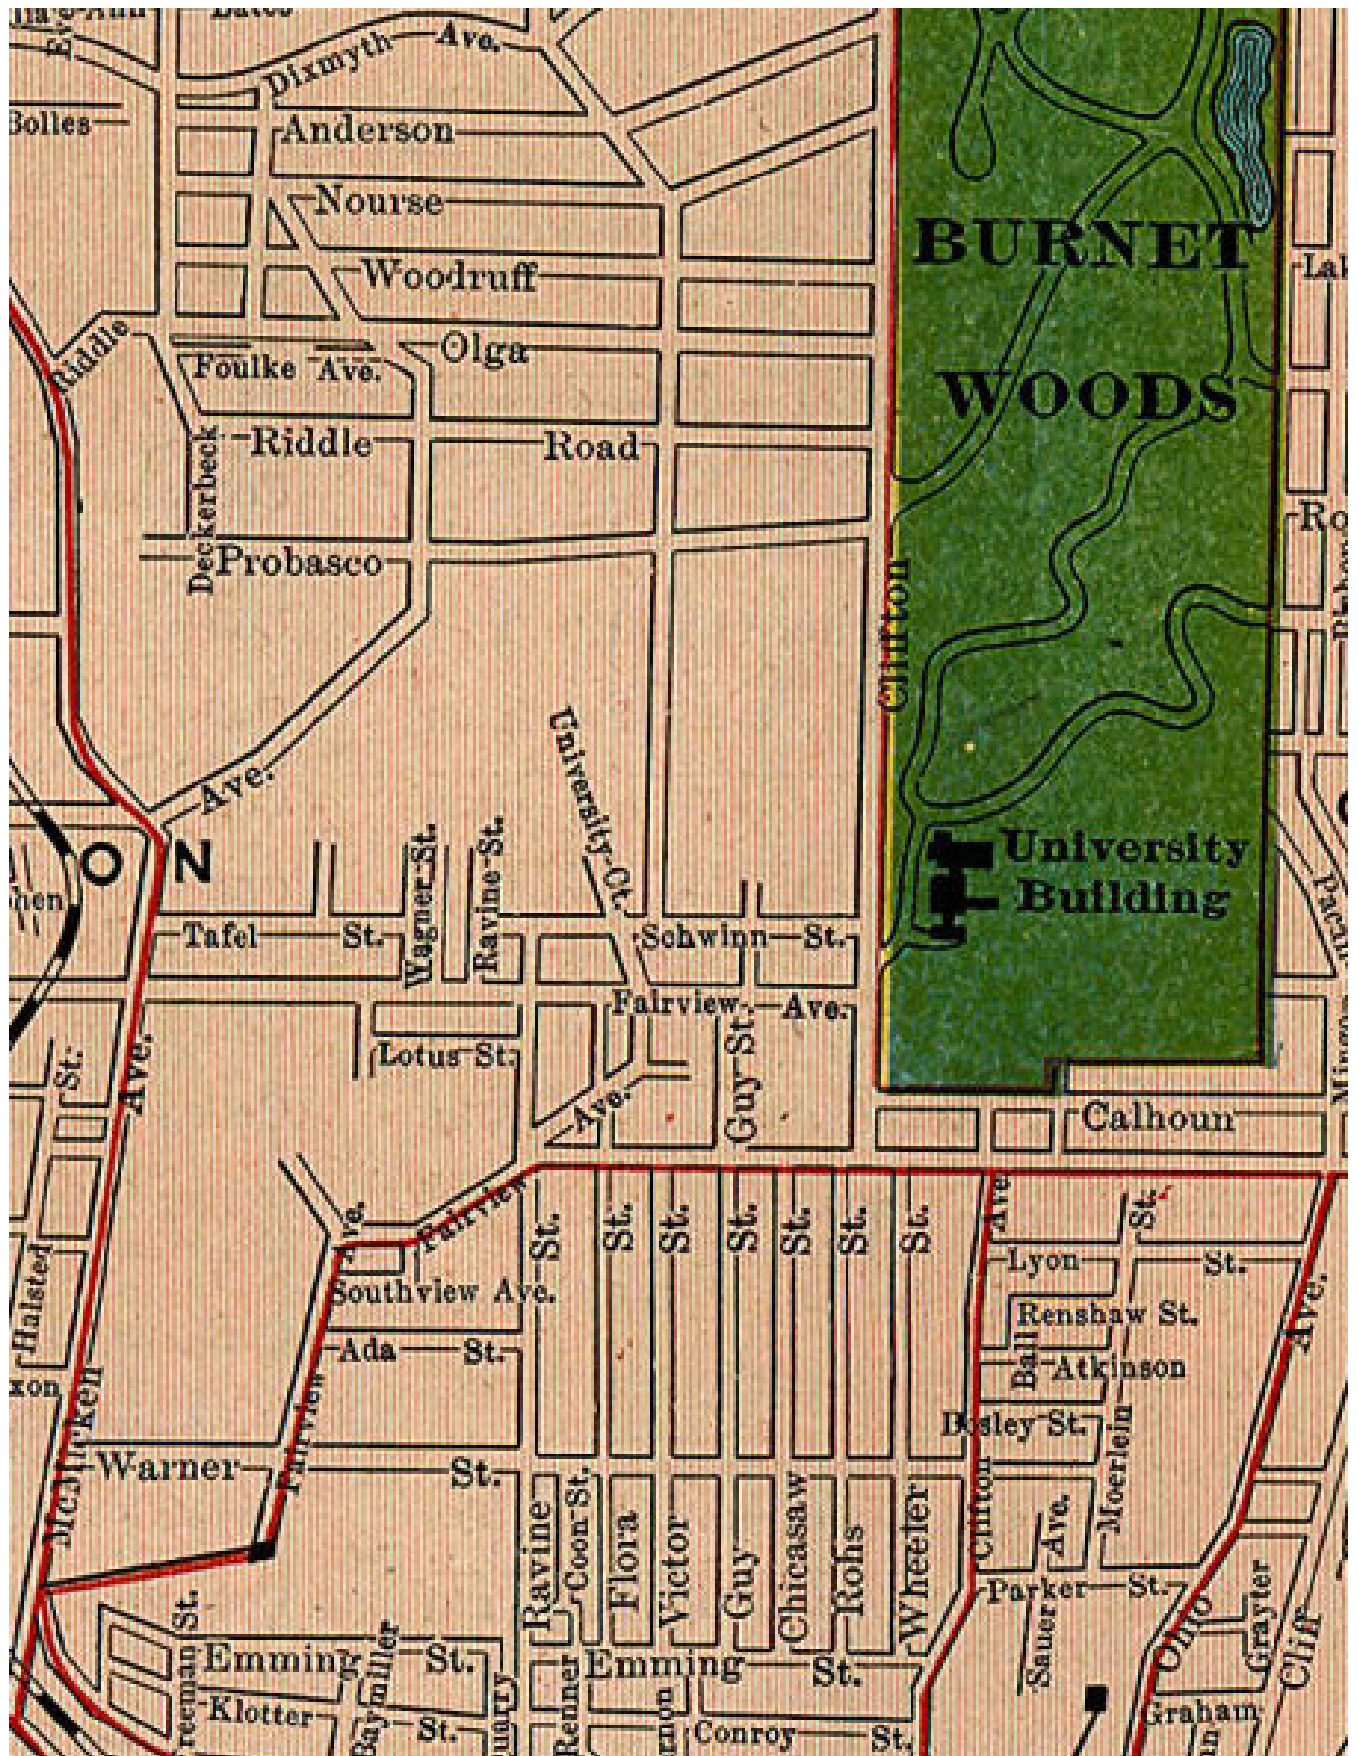 Dixmyth Ave.
Bolles
Anderson
Nourse
BURNET
Woodruff
Riddle
Olga
Foulke Ave.
WOODS
Riddle Road
Deckerbeck
Probasco
Clifton
University Ct.
Ave.
Wagner St.
Ravine St.
University
Building
O N
Tafel St.
Schwinn St.
Fairview Ave.
Guy St.
St.
Ave.
Lotus St.
Ave.
Calhoun
Fairview
Ave.
St.
St.
St.
St.
St.
St.
St.
Ave.
St.
Lyon St.
Halsted
Southview Ave.
Renshaw St.
Ave.
Ada St.
Ball
Atkinson
McMicken
Fairview
Bosley St.
Moerlein
Warner St.
Ravine
Coon St.
Flora
Victor
Guy
Chicasaw
Rohs
Wheeler
Clifton
Ave.
Parker St.
Sauer
Ohio
Grayer
Cliff
St.
Emming St.
Baymiller
Emming St.
Renner
Klotter St.
Conroy St.
Graham